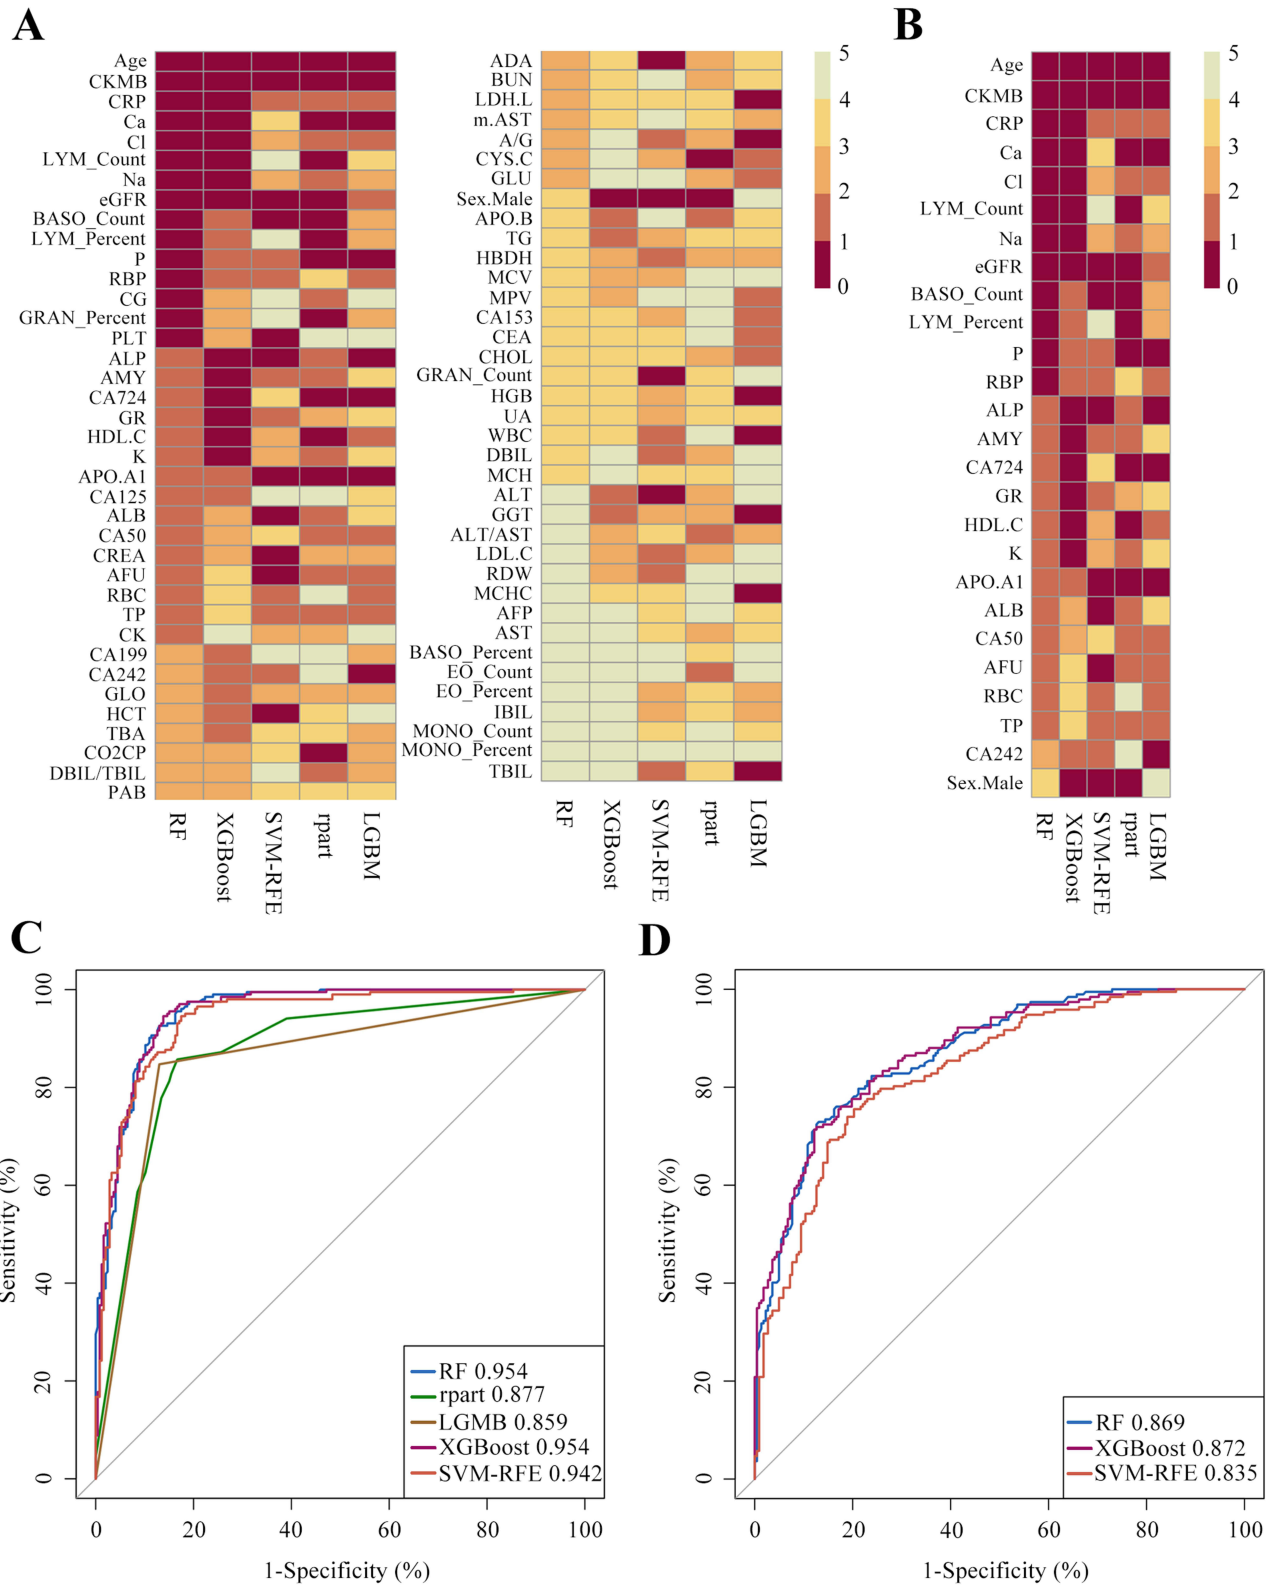 A
Age
CKMB
CRP
Ca
Cl
LYM_Count
Na
eGFR
BASO_Count
LYM_Percent
P
RBP
CG
GRAN_Percent
PLT
ALP
AMY
CA724
GR
HDL.C
K
APO.A1
CA125
ALB
CA50
CREA
AFU
RBC
TP
CK
CA199
CA242
GLO
HCT
TBA
CO2CP
DBIL/TBIL
PAB
RF
XGBoost
SVM-RFE
rpart
LGBM
ADA
BUN
LDH.L
m.AST
A/G
CYS.C
GLU
Sex.Male
APO.B
TG
HBDH
MCV
MPV
CA153
CEA
CHOL
GRAN_Count
HGB
UA
WBC
DBIL
MCH
ALT
GGT
ALT/AST
LDL.C
RDW
MCHC
AFP
AST
BASO_Percent
EO_Count
EO_Percent
IBIL
MONO_Count
MONO_Percent
TBIL
RF
XGBoost
SVM-RFE
rpart
LGBM
5
4
3
2
1
0
B
Age
CKMB
CRP
Ca
Cl
LYM_Count
Na
eGFR
BASO_Count
LYM_Percent
P
RBP
ALP
AMY
CA724
GR
HDL.C
K
APO.A1
ALB
CA50
AFU
RBC
TP
CA242
Sex.Male
RF
XGBoost
SVM-RFE
rpart
LGBM
5
4
3
2
1
0
C
Sensitivity (%)
100
80
60
40
20
0
RF 0.954
rpart 0.877
LGMB 0.859
XGBoost 0.954
SVM-RFE 0.942
0 20 40 60 80 100
1-Specificity (%)
D
Sensitivity (%)
100
80
60
40
20
0
RF 0.869
XGBoost 0.872
SVM-RFE 0.835
0 20 40 60 80 100
1-Specificity (%)